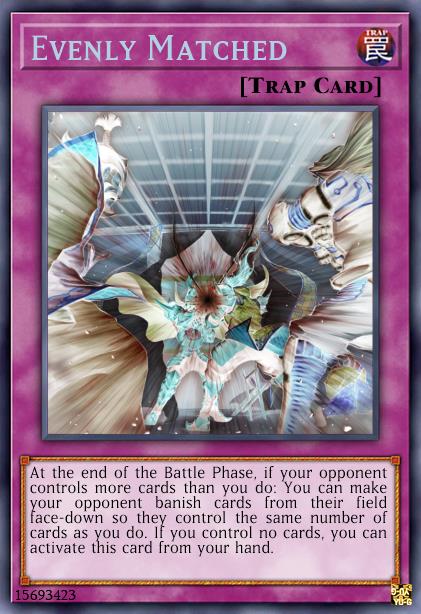 EVENLY MATCHED
TRAP
罠
[TRAP CARD]
At the end of the Battle Phase, if your opponent
controls more cards than you do: You can make
your opponent banish cards from their field
face-down so they control the same number of
cards as you do. If you control no cards, you can
activate this card from your hand.
15693423